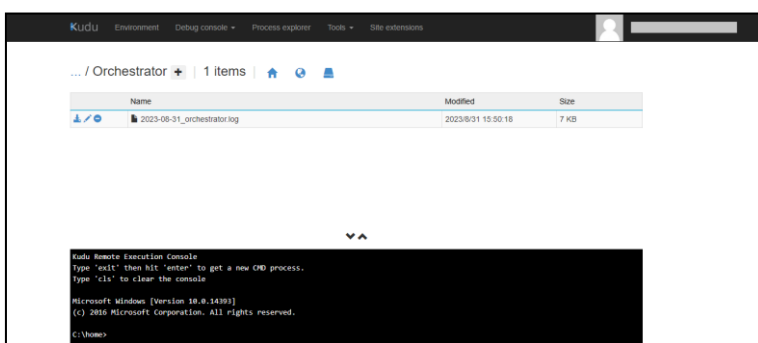 Kudu Environment Debug console Process explorer Tools Site extensions
... / Orchestrator + | 1 items
Name Modified Size
2023-08-31_orchestrator.log 2023/8/31 15:50:18 7 KB
Kudu Remote Execution Console
Type 'exit' then hit 'enter' to get a new CMD process.
Type 'cls' to clear the console
Microsoft Windows [Version 10.0.14393]
(c) 2016 Microsoft Corporation. All rights reserved.
C:\home>